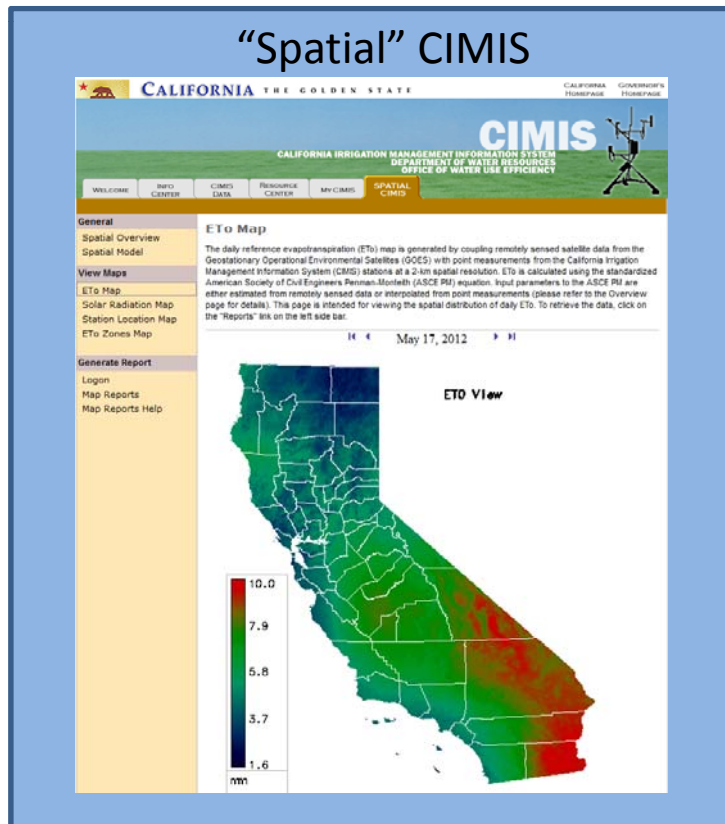 “Spatial” CIMIS
CALIFORNIA THE GOLDEN STATE
CALIFORNIA HOMEPAGE
GOVERNOR'S HOMEPAGE
CIMIS
CALIFORNIA IRRIGATION MANAGEMENT INFORMATION SYSTEM
DEPARTMENT OF WATER RESOURCES
OFFICE OF WATER USE EFFICIENCY
WELCOME
INFO CENTER
CIMIS DATA
RESOURCE CENTER
MY CIMIS
SPATIAL CIMIS
General
Spatial Overview
Spatial Model
View Maps
ETo Map
Solar Radiation Map
Station Location Map
ETo Zones Map
Generate Report
Logon
Map Reports
Map Reports Help
ETo Map
The daily reference evapotranspiration (ETo) map is generated by coupling remotely sensed satellite data from the
Geostationary Operational Environmental Satellites (GOES) with point measurements from the California Irrigation
Management Information System (CIMIS) stations at a 2-km spatial resolution. ETo is calculated using the standardized
American Society of Civil Engineers Penman-Monteith (ASCE PM) equation. Input parameters to the ASCE PM are
either estimated from remotely sensed data or interpolated from point measurements (please refer to the Overview
page for details). This page is intended for viewing the spatial distribution of daily ETo. To retrieve the data, click on
the "Reports" link on the left side bar.
May 17, 2012
ETO View
10.0
7.9
5.8
3.7
1.6
mm